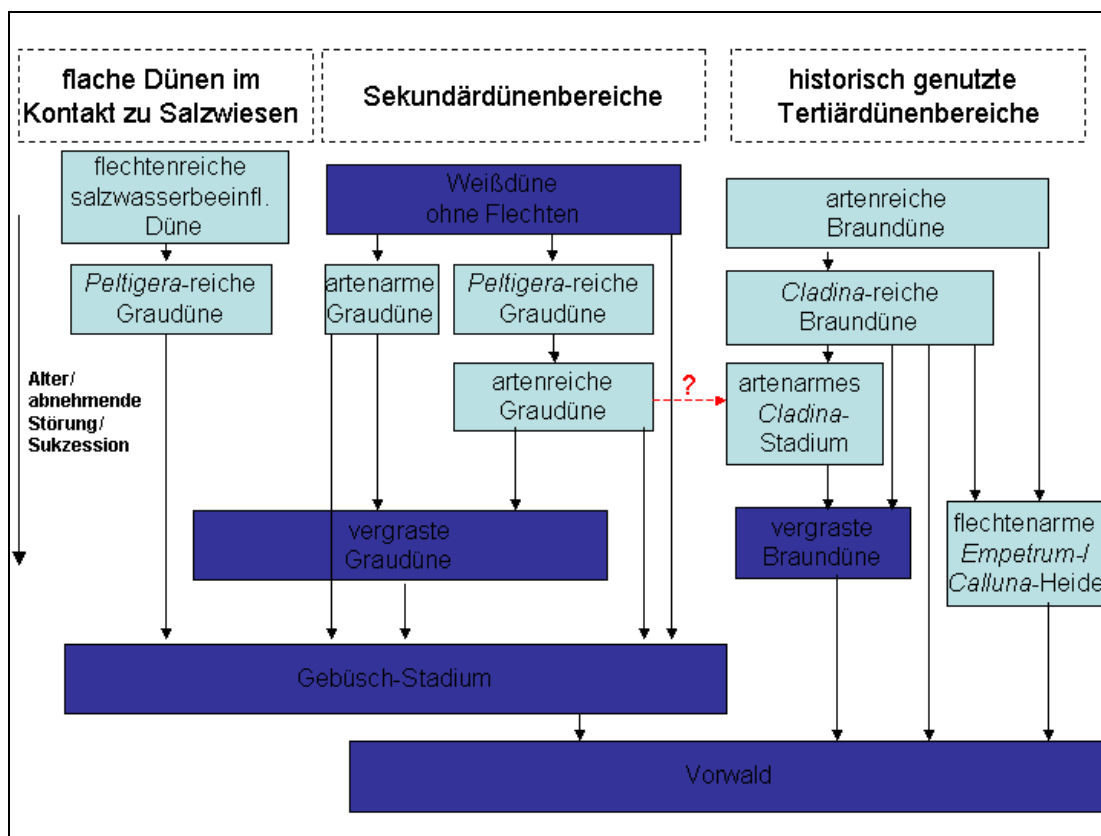 flache Dünen im
Kontakt zu Salzwiesen
Sekundärdünenbereiche
historisch genutzte
Tertiärdünenbereiche
flechtenreiche
salzwasserbeeinfl.
Düne
Weißdüne
ohne Flechten
artenreiche
Braundüne
Peltigera-reiche
Graudüne
artenarme
Graudüne
Peltigera-reiche
Graudüne
Cladina-reiche
Braundüne
Alter/
abnehmende
Störung/
Sukzession
artenreiche
Graudüne
?
artenarmes
Cladina-
Stadium
vergraste
Graudüne
vergraste
Braundüne
flechtenarme
Empetrum-/
Calluna-Heide
Gebüsch-Stadium
Vorwald